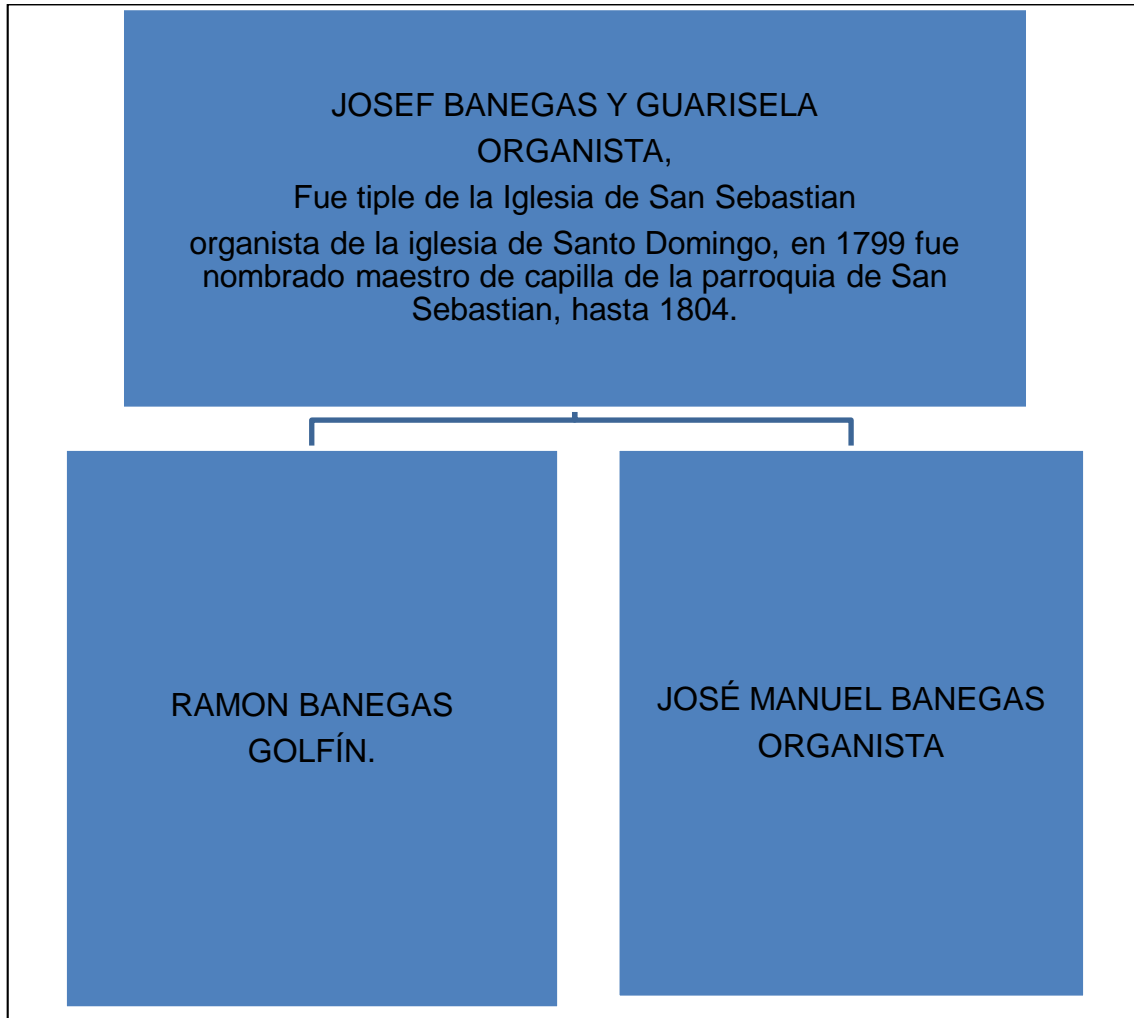 JOSEF BANEGAS Y GUARISELA
ORGANISTA,
Fue tiple de la Iglesia de San Sebastian
organista de la iglesia de Santo Domingo, en 1799 fue
nombrado maestro de capilla de la parroquia de San
Sebastian, hasta 1804.
RAMON BANEGAS
GOLFÍN.
JOSÉ MANUEL BANEGAS
ORGANISTA